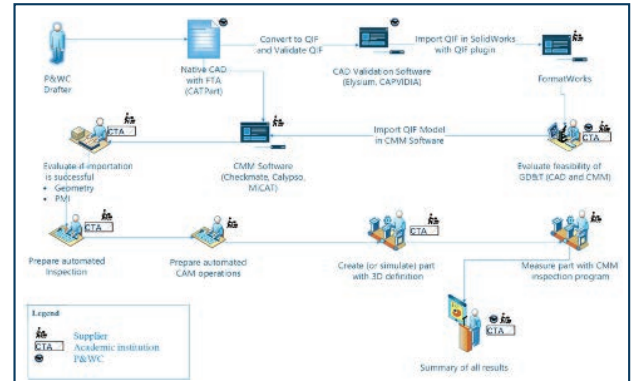 P&WC
Drafter
Native CAD
with FTA
(CATPart)
Convert to QIF
and Validate QIF
CAD Validation Software
(Elysium, CAPVIDIA)
Import QIF in SolidWorks
with QIF plugin
FormatWorks
CTA
Evaluate if importation
is successful
• Geometry
• PMI
CMM Software
(Checkmate, Calypso,
MiCAT)
Import QIF Model
in CMM Software
CTA
Evaluate feasibility of
GD&T (CAD and CMM)
CTA
Prepare automated
Inspection
Prepare automated
CAM operations
CTA
Create (or simulate) part
with 3D definition
Measure part with CMM
inspection program
Legend
Supplier
CTA Academic institution
P&WC
CTA
Summary of all results